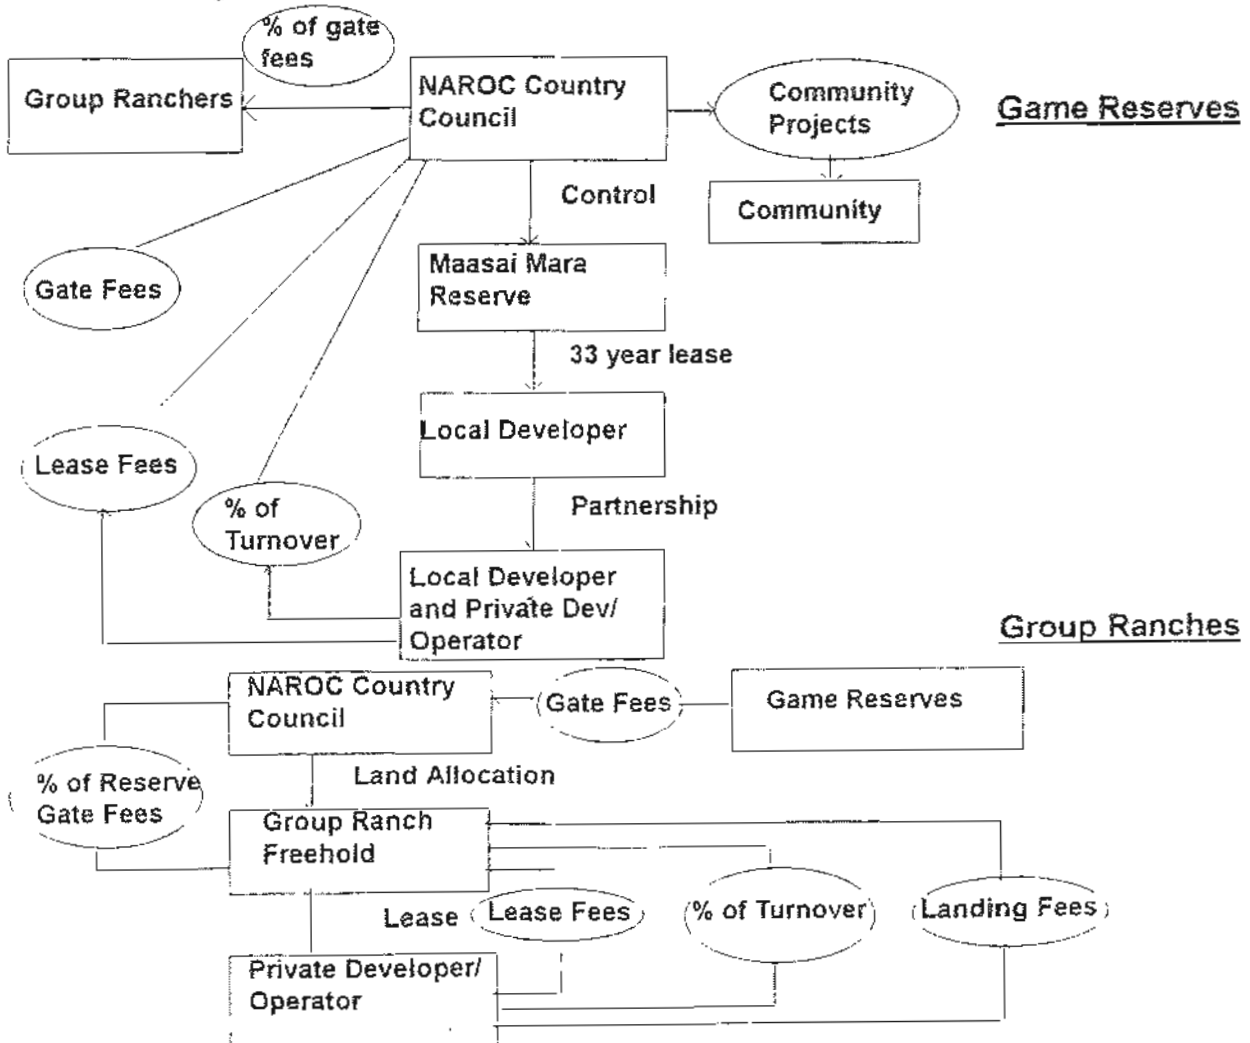 % of gate
fees
Group Ranchers
NAROC Country
Council
Community
Projects
Game Reserves
Control
Community
Maasai Mara
Reserve
Gate Fees
33 year lease
Local Developer
Lease Fees
% of
Turnover
Partnership
Local Developer
and Private Dev/
Operator
Group Ranches
NAROC Country
Council
Gate Fees
Game Reserves
% of Reserve
Gate Fees
Land Allocation
Group Ranch
Freehold
Lease
Lease Fees
% of Turnover
Landing Fees
Private Developer/
Operator